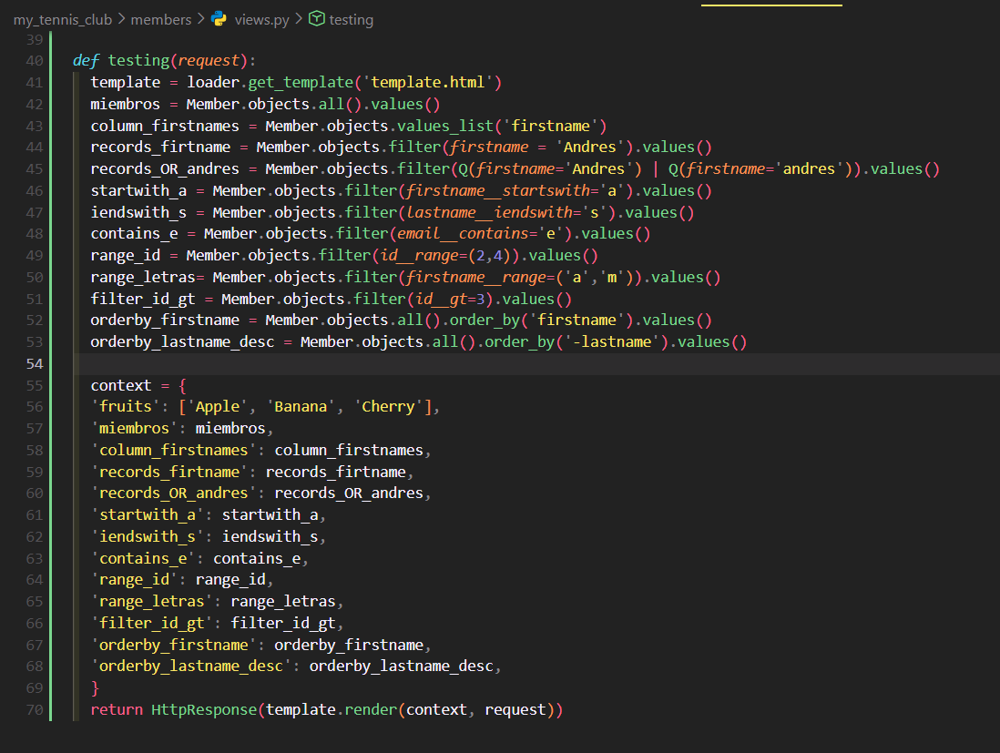 my_tennis_club > members > views.py > testing
39
40 def testing(request):
41 template = loader.get_template('template.html')
42 miembros = Member.objects.all().values()
43 column_firstnames = Member.objects.values_list('firstname')
44 records_firtname = Member.objects.filter(firstname = 'Andres').values()
45 records_OR_andres = Member.objects.filter(Q(firstname='Andres') | Q(firstname='andres')).values()
46 startwith_a = Member.objects.filter(firstname__startswith='a').values()
47 iendswith_s = Member.objects.filter(lastname__iendswith='s').values()
48 contains_e = Member.objects.filter(email__contains='e').values()
49 range_id = Member.objects.filter(id__range=(2,4)).values()
50 range_letras= Member.objects.filter(firstname__range=('a','m')).values()
51 filter_id_gt = Member.objects.filter(id__gt=3).values()
52 orderby_firstname = Member.objects.all().order_by('firstname').values()
53 orderby_lastname_desc = Member.objects.all().order_by('-lastname').values()
54
55 context = {
56 'fruits': ['Apple', 'Banana', 'Cherry'],
57 'miembros': miembros,
58 'column_firstnames': column_firstnames,
59 'records_firtname': records_firtname,
60 'records_OR_andres': records_OR_andres,
61 'startwith_a': startwith_a,
62 'iendswith_s': iendswith_s,
63 'contains_e': contains_e,
64 'range_id': range_id,
65 'range_letras': range_letras,
66 'filter_id_gt': filter_id_gt,
67 'orderby_firstname': orderby_firstname,
68 'orderby_lastname_desc': orderby_lastname_desc,
69 }
70 return HttpResponse(template.render(context, request))